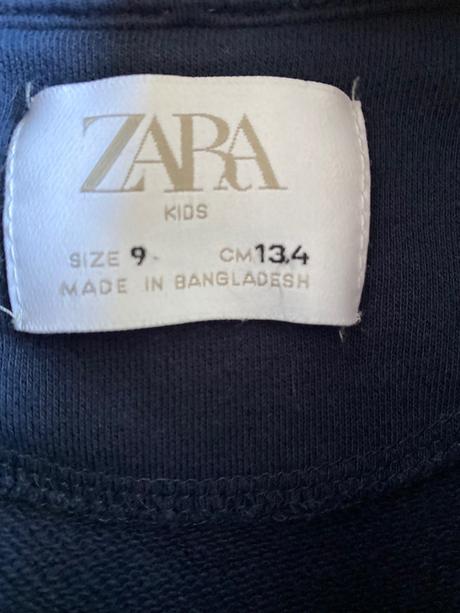 ZARA
KIDS
SIZE 9 CM 134
MADE IN BANGLADESH